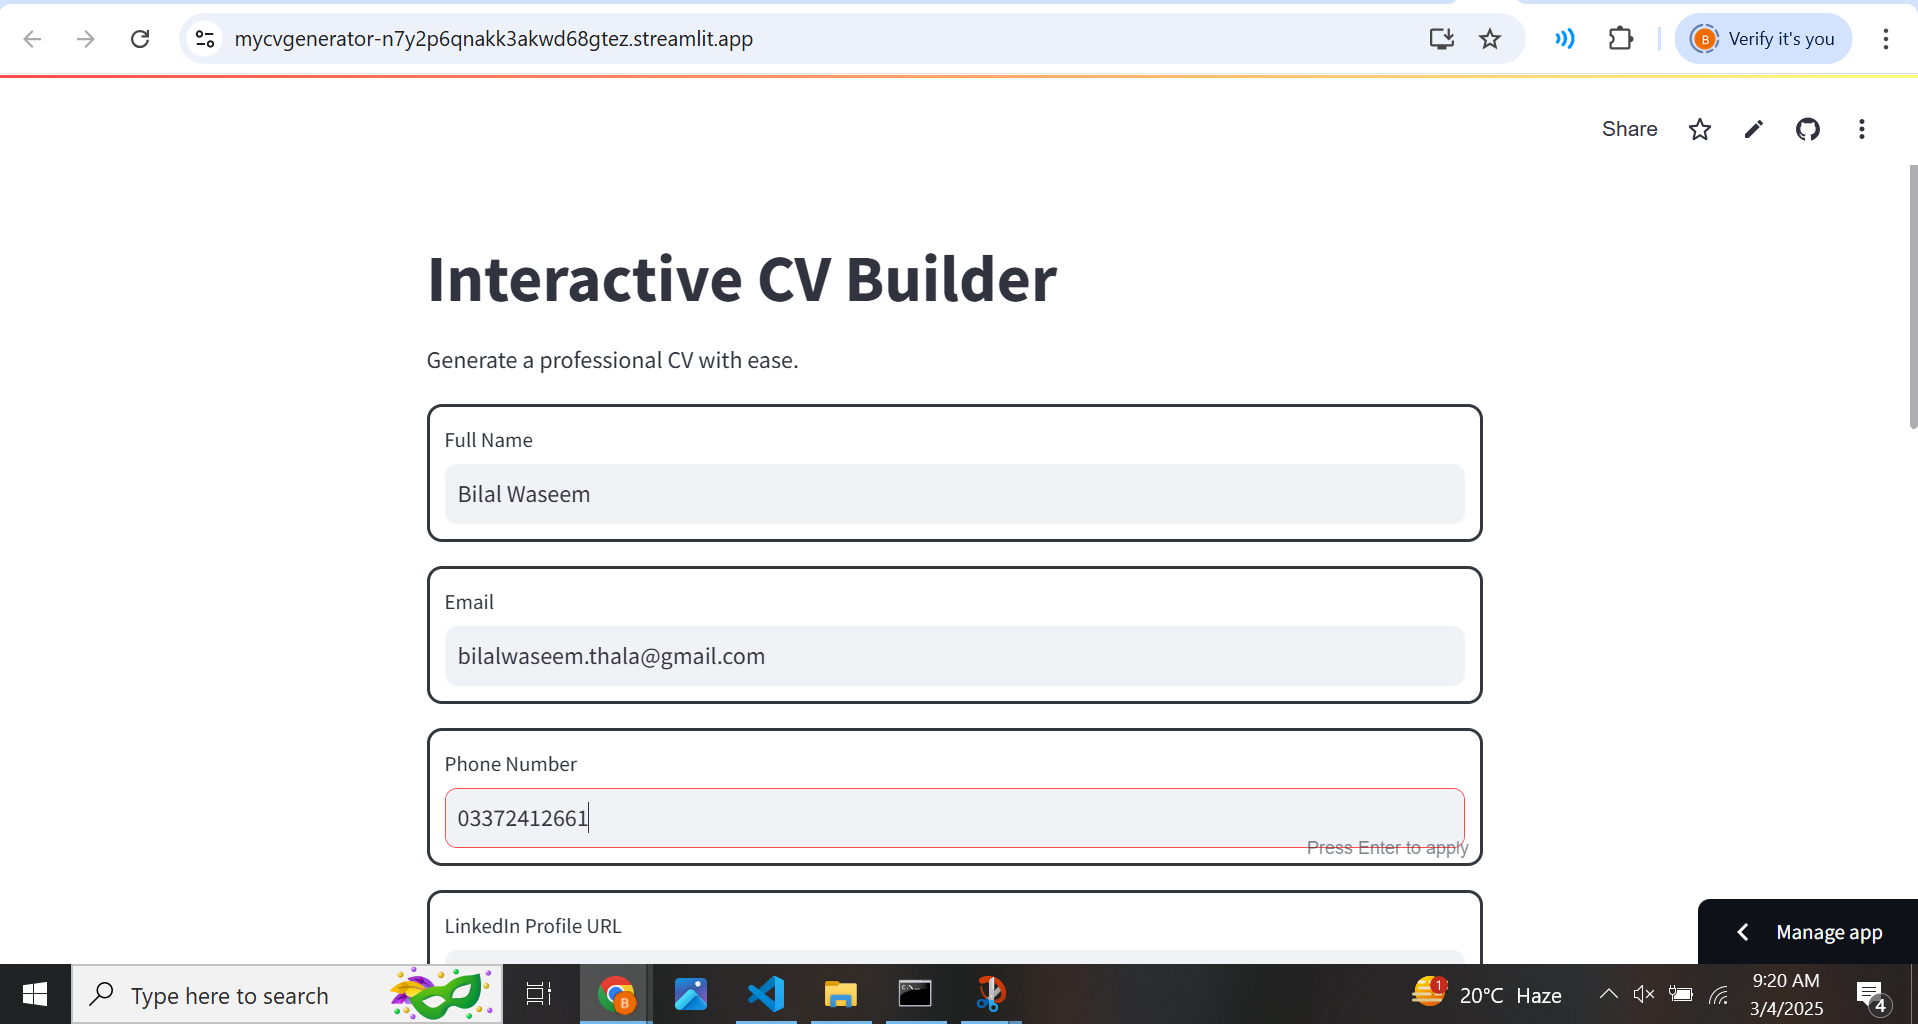 mycvgenerator-n7y2p6qnakk3akwd68gtez.streamlit.app
B
Verify it's you
Share
Interactive CV Builder
Generate a professional CV with ease.
Full Name
Bilal Waseem
Email
bilalwaseem.thala@gmail.com
Phone Number
03372412661
Press Enter to apply
LinkedIn Profile URL
Manage app
Type here to search
B
1
20°C Haze
9:20 AM
3/4/2025
4